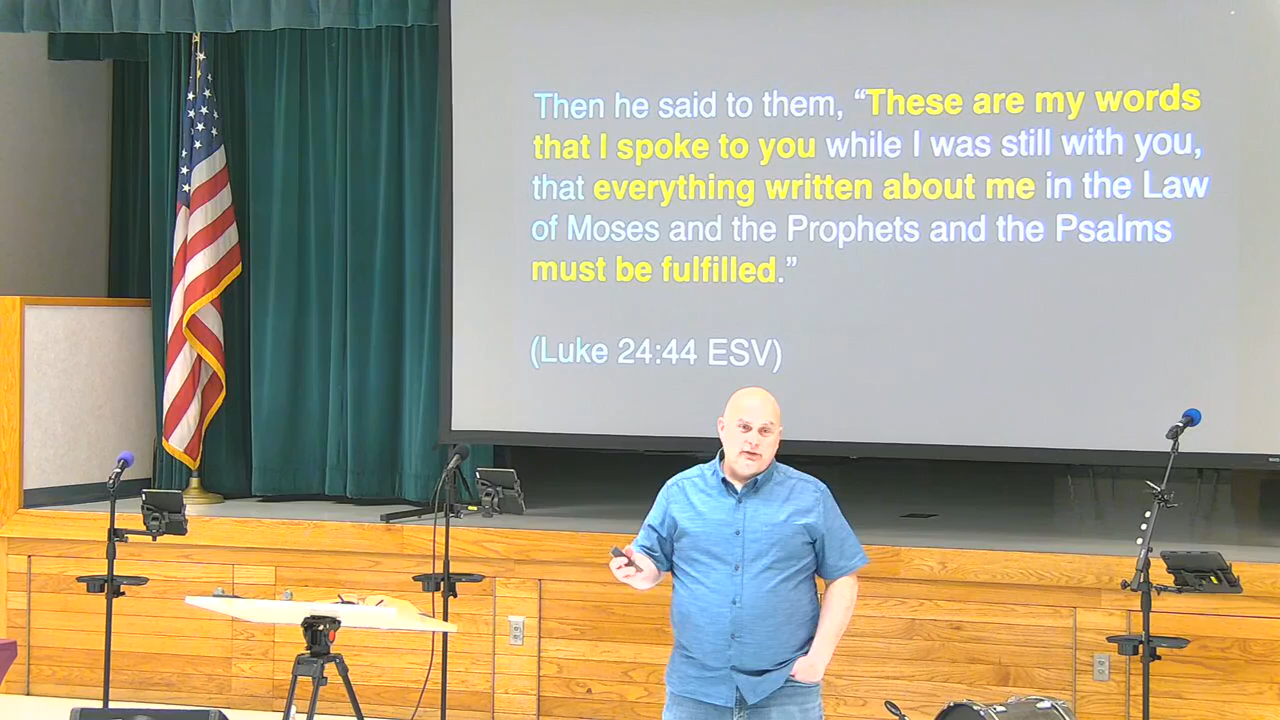 Then he said to them, “These are my words
that I spoke to you while I was still with you,
that everything written about me in the Law
of Moses and the Prophets and the Psalms
must be fulfilled.”
(Luke 24:44 ESV)